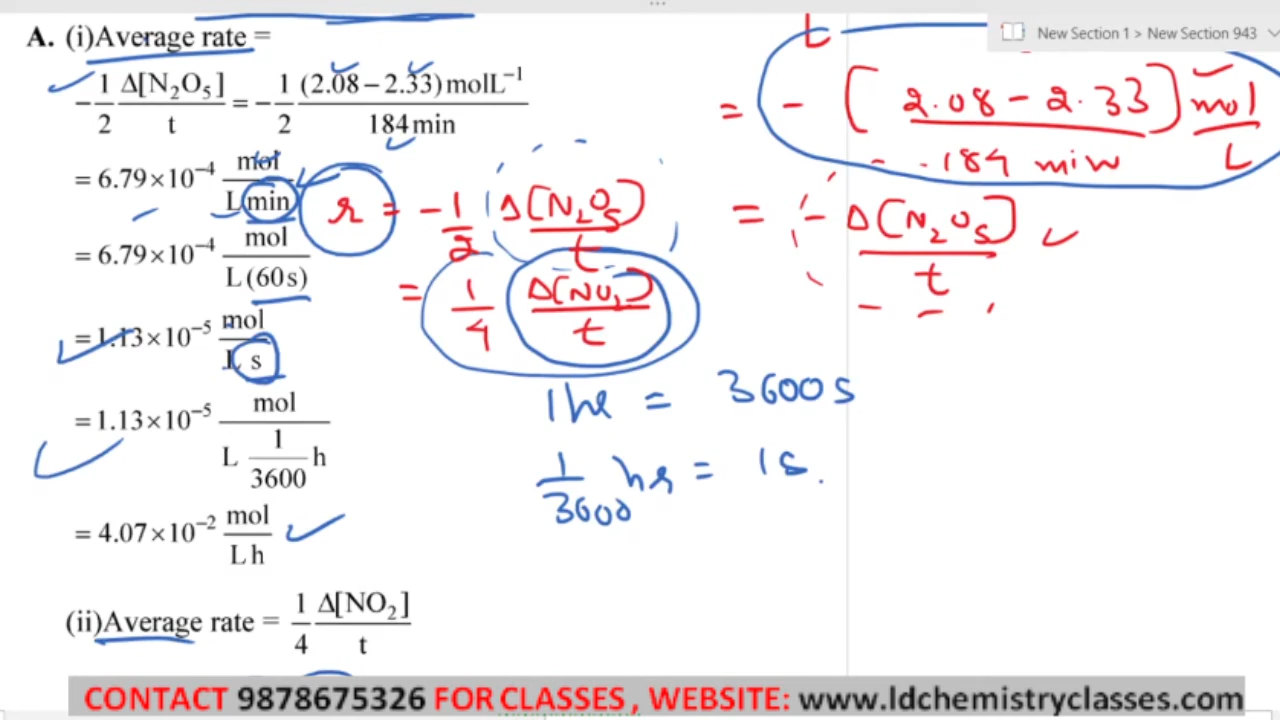 New Section 1 > New Section 943
A. (i)Average rate =
−1/2 Δ[N₂O₅]/t = −1/2 (2.08 − 2.33) molL⁻¹/184 min
= 6.79×10⁻⁴ mol/L min
= 6.79×10⁻⁴ mol/L (60 s)
= 1.13×10⁻⁵ mol/L s
= 1.13×10⁻⁵ mol/L 1/3600 h
= 4.07×10⁻² mol/L h
(ii)Average rate = 1/4 Δ[NO₂]/t
L
= − [2.08 − 2.33/184 min] mol/L
r = −1/2 Δ[N₂O₅]/t = − Δ[N₂O₅]/t
= 1/4 Δ[NO₂]/t
1 hr = 3600 s
1/3600 hr = 1s.
CONTACT 9878675326 FOR CLASSES , WEBSITE: www.ldchemistryclasses.com